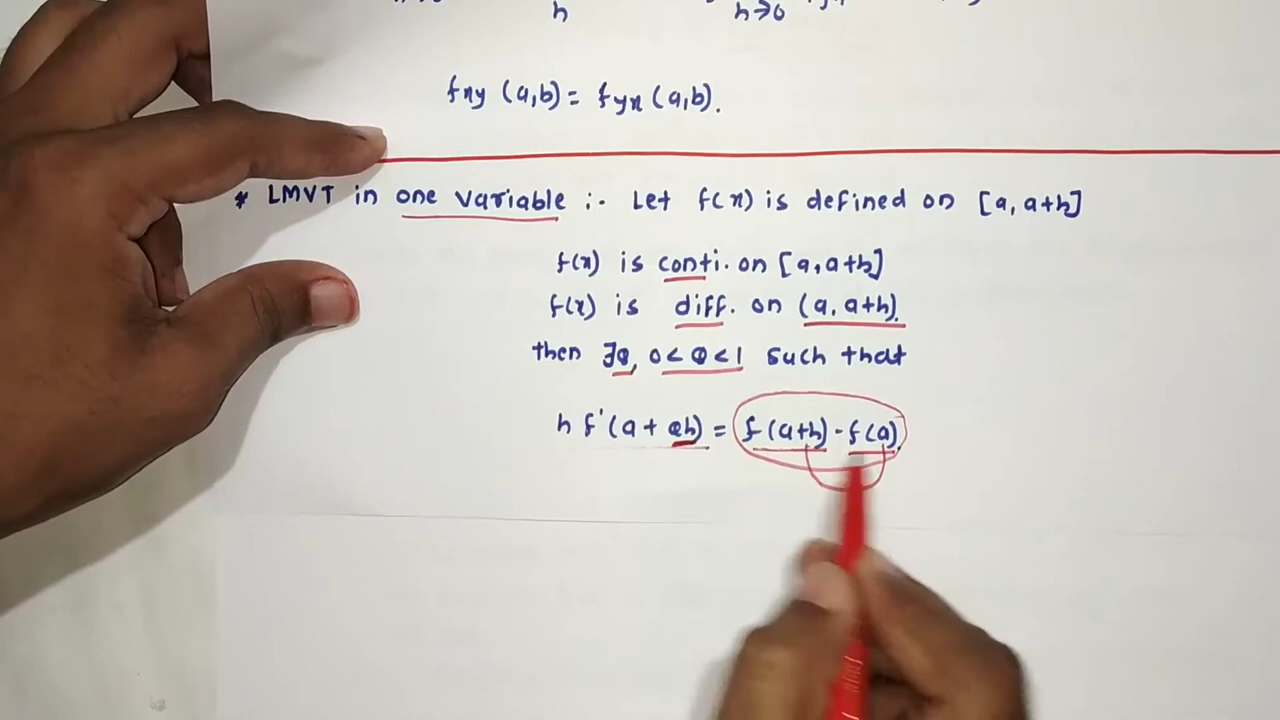 h h→0
fxy (a,b) = fyx (a,b).
* LMVT in one variable :- Let f(x) is defined on [a, a+h]
f(x) is conti. on [a, a+h]
f(x) is diff. on (a, a+h).
then ∃θ, 0<θ<1 such that
h f'(a + θh) = f(a+h) - f(a).